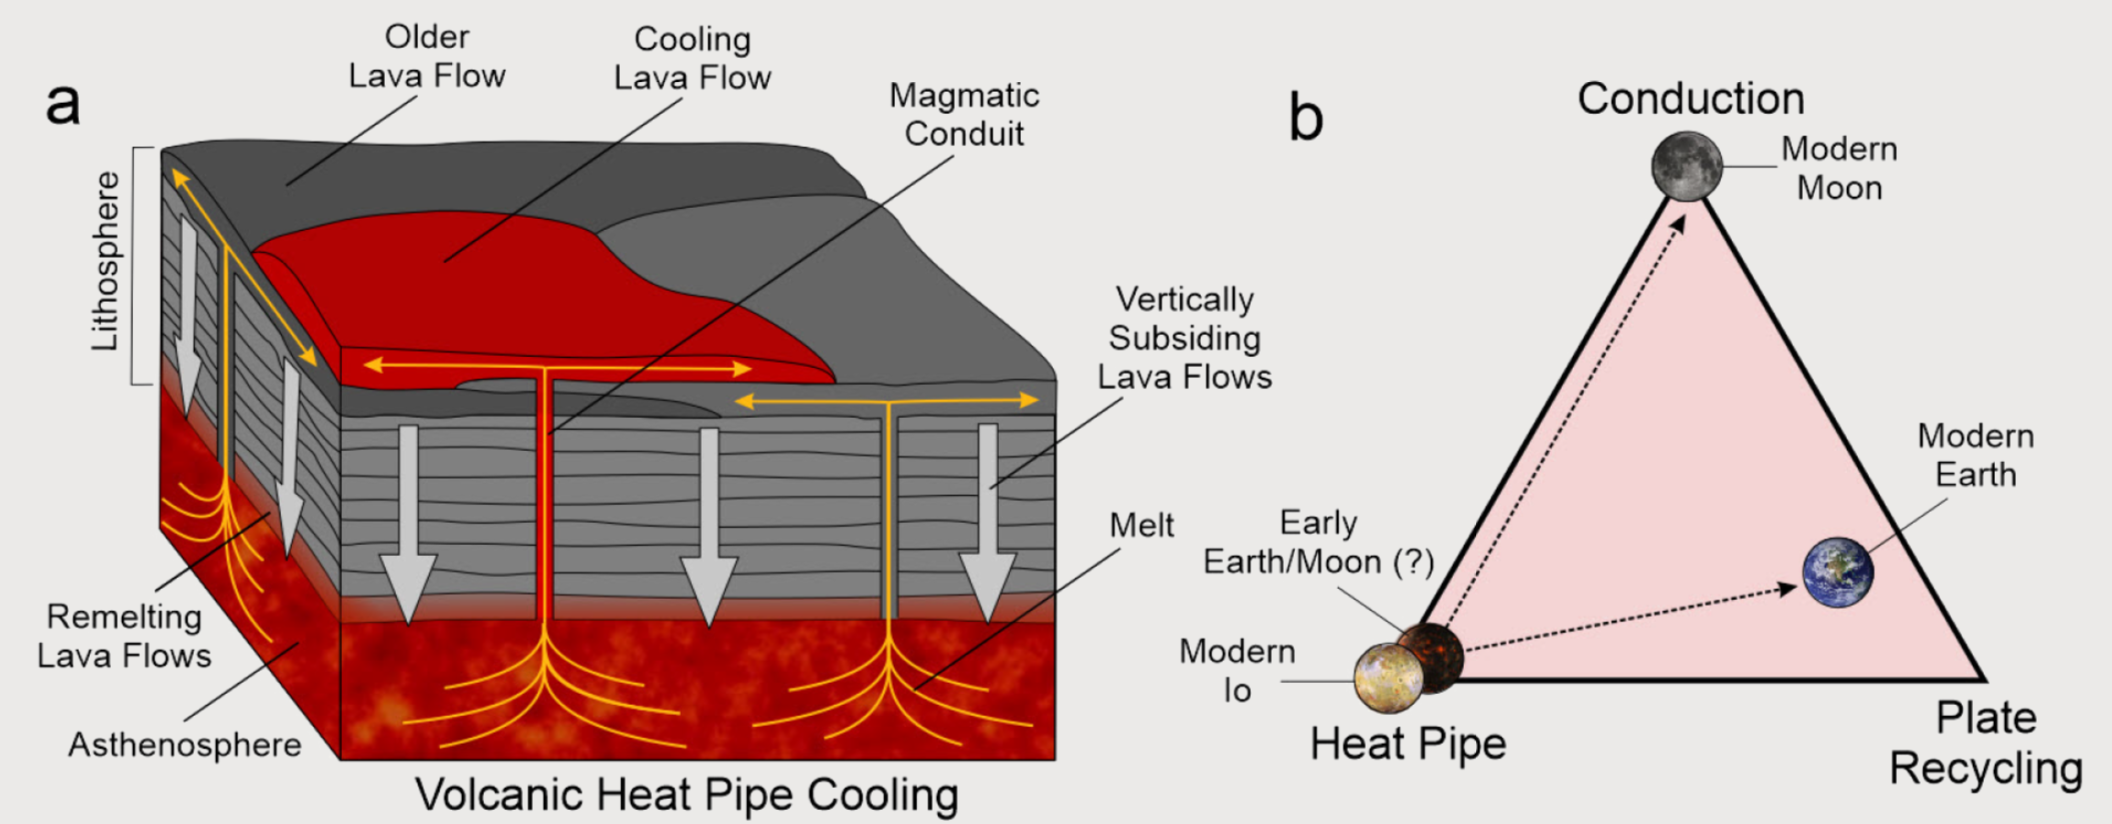 a
Older
Lava Flow
Cooling
Lava Flow
Magmatic
Conduit
Lithosphere
Vertically
Subsiding
Lava Flows
Melt
Remelting
Lava Flows
Asthenosphere
Volcanic Heat Pipe Cooling
b
Conduction
Modern
Moon
Modern
Earth
Early
Earth/Moon (?)
Modern
Io
Heat Pipe
Plate
Recycling